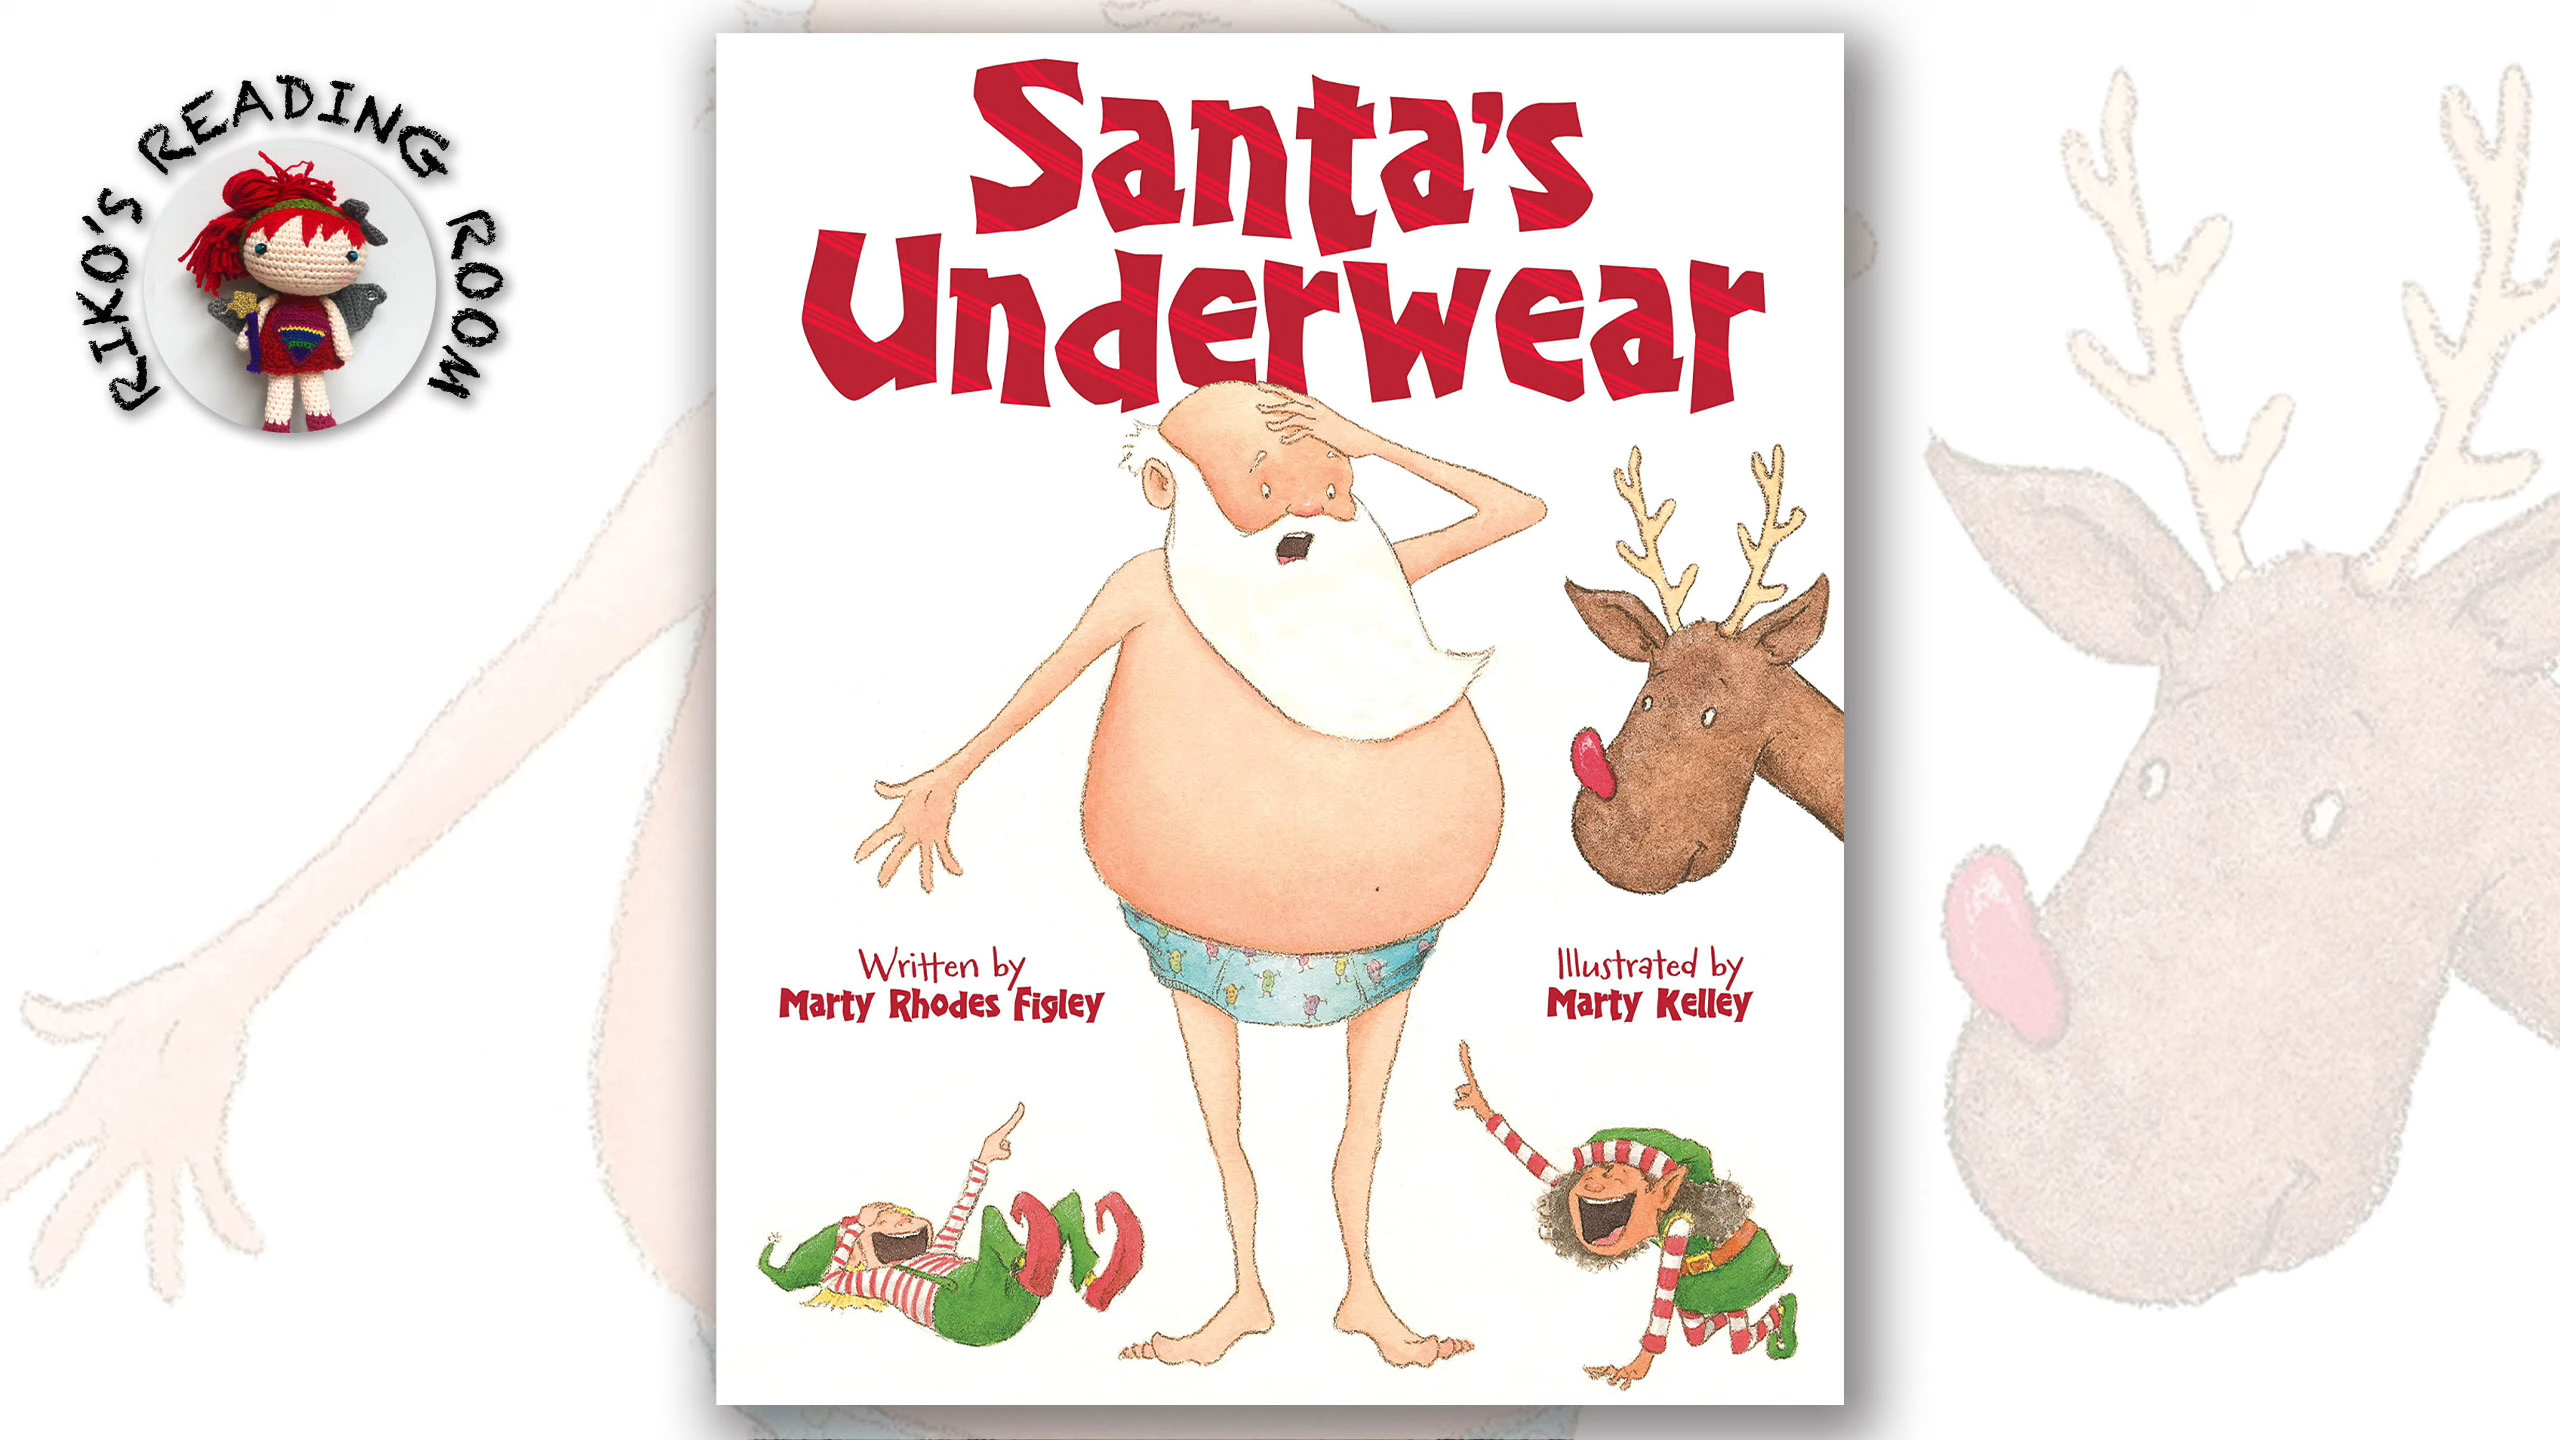 RIKO'S READING ROOM
Santa's
Underwear
Written by
Marty Rhodes Figley
Illustrated by
Marty Kelley